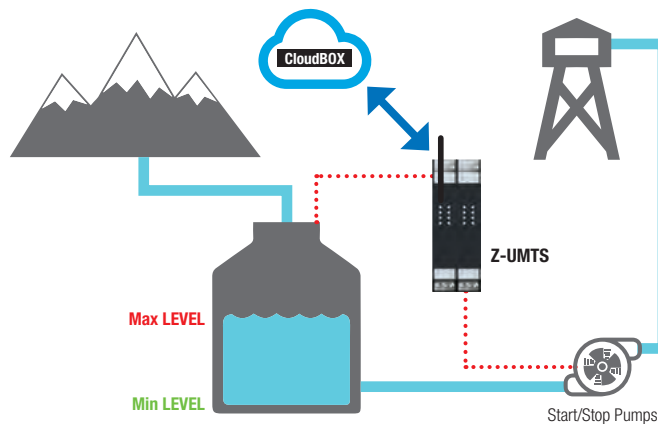 CloudBOX
Z-UMTS
Max LEVEL
Min LEVEL
Start/Stop Pumps